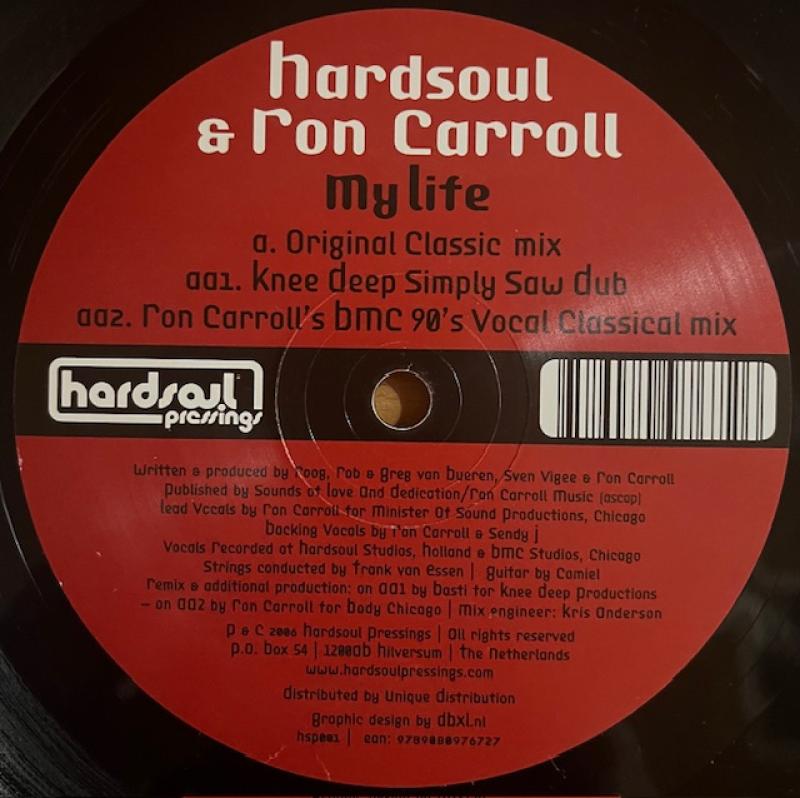 hardsoul
& ron Carroll
my life
a. Original Classic mix
aa1. knee deep Simply Saw dub
aa2. ron Carroll's bmc 90's Vocal Classical mix
hardsoul
pressings
written & produced by roog, rob & greg van bueren, Sven Vigee & ron Carroll
published by Sounds of love and dedication/ron Carroll Music (ascap)
lead Vocals by ron Carroll for Minister Of Sound productions, Chicago
backing Vocals by ron Carroll & Sendy j
Vocals recorded at hardsoul Studios, holland & bmc Studios, Chicago
Strings conducted by frank van essen | guitar by Camiel
remix & additional production: on aa1 by basti for knee deep productions
– on aa2 by ron Carroll for body Chicago | mix engineer: kris anderson
p & c 2006 hardsoul pressings | all rights reserved
p.o. box 54 | 1200ab hilversum | the netherlands
www.hardsoulpressings.com
distributed by unique distribution
graphic design by dbxl.nl
hsp001 | ean: 9789080976727